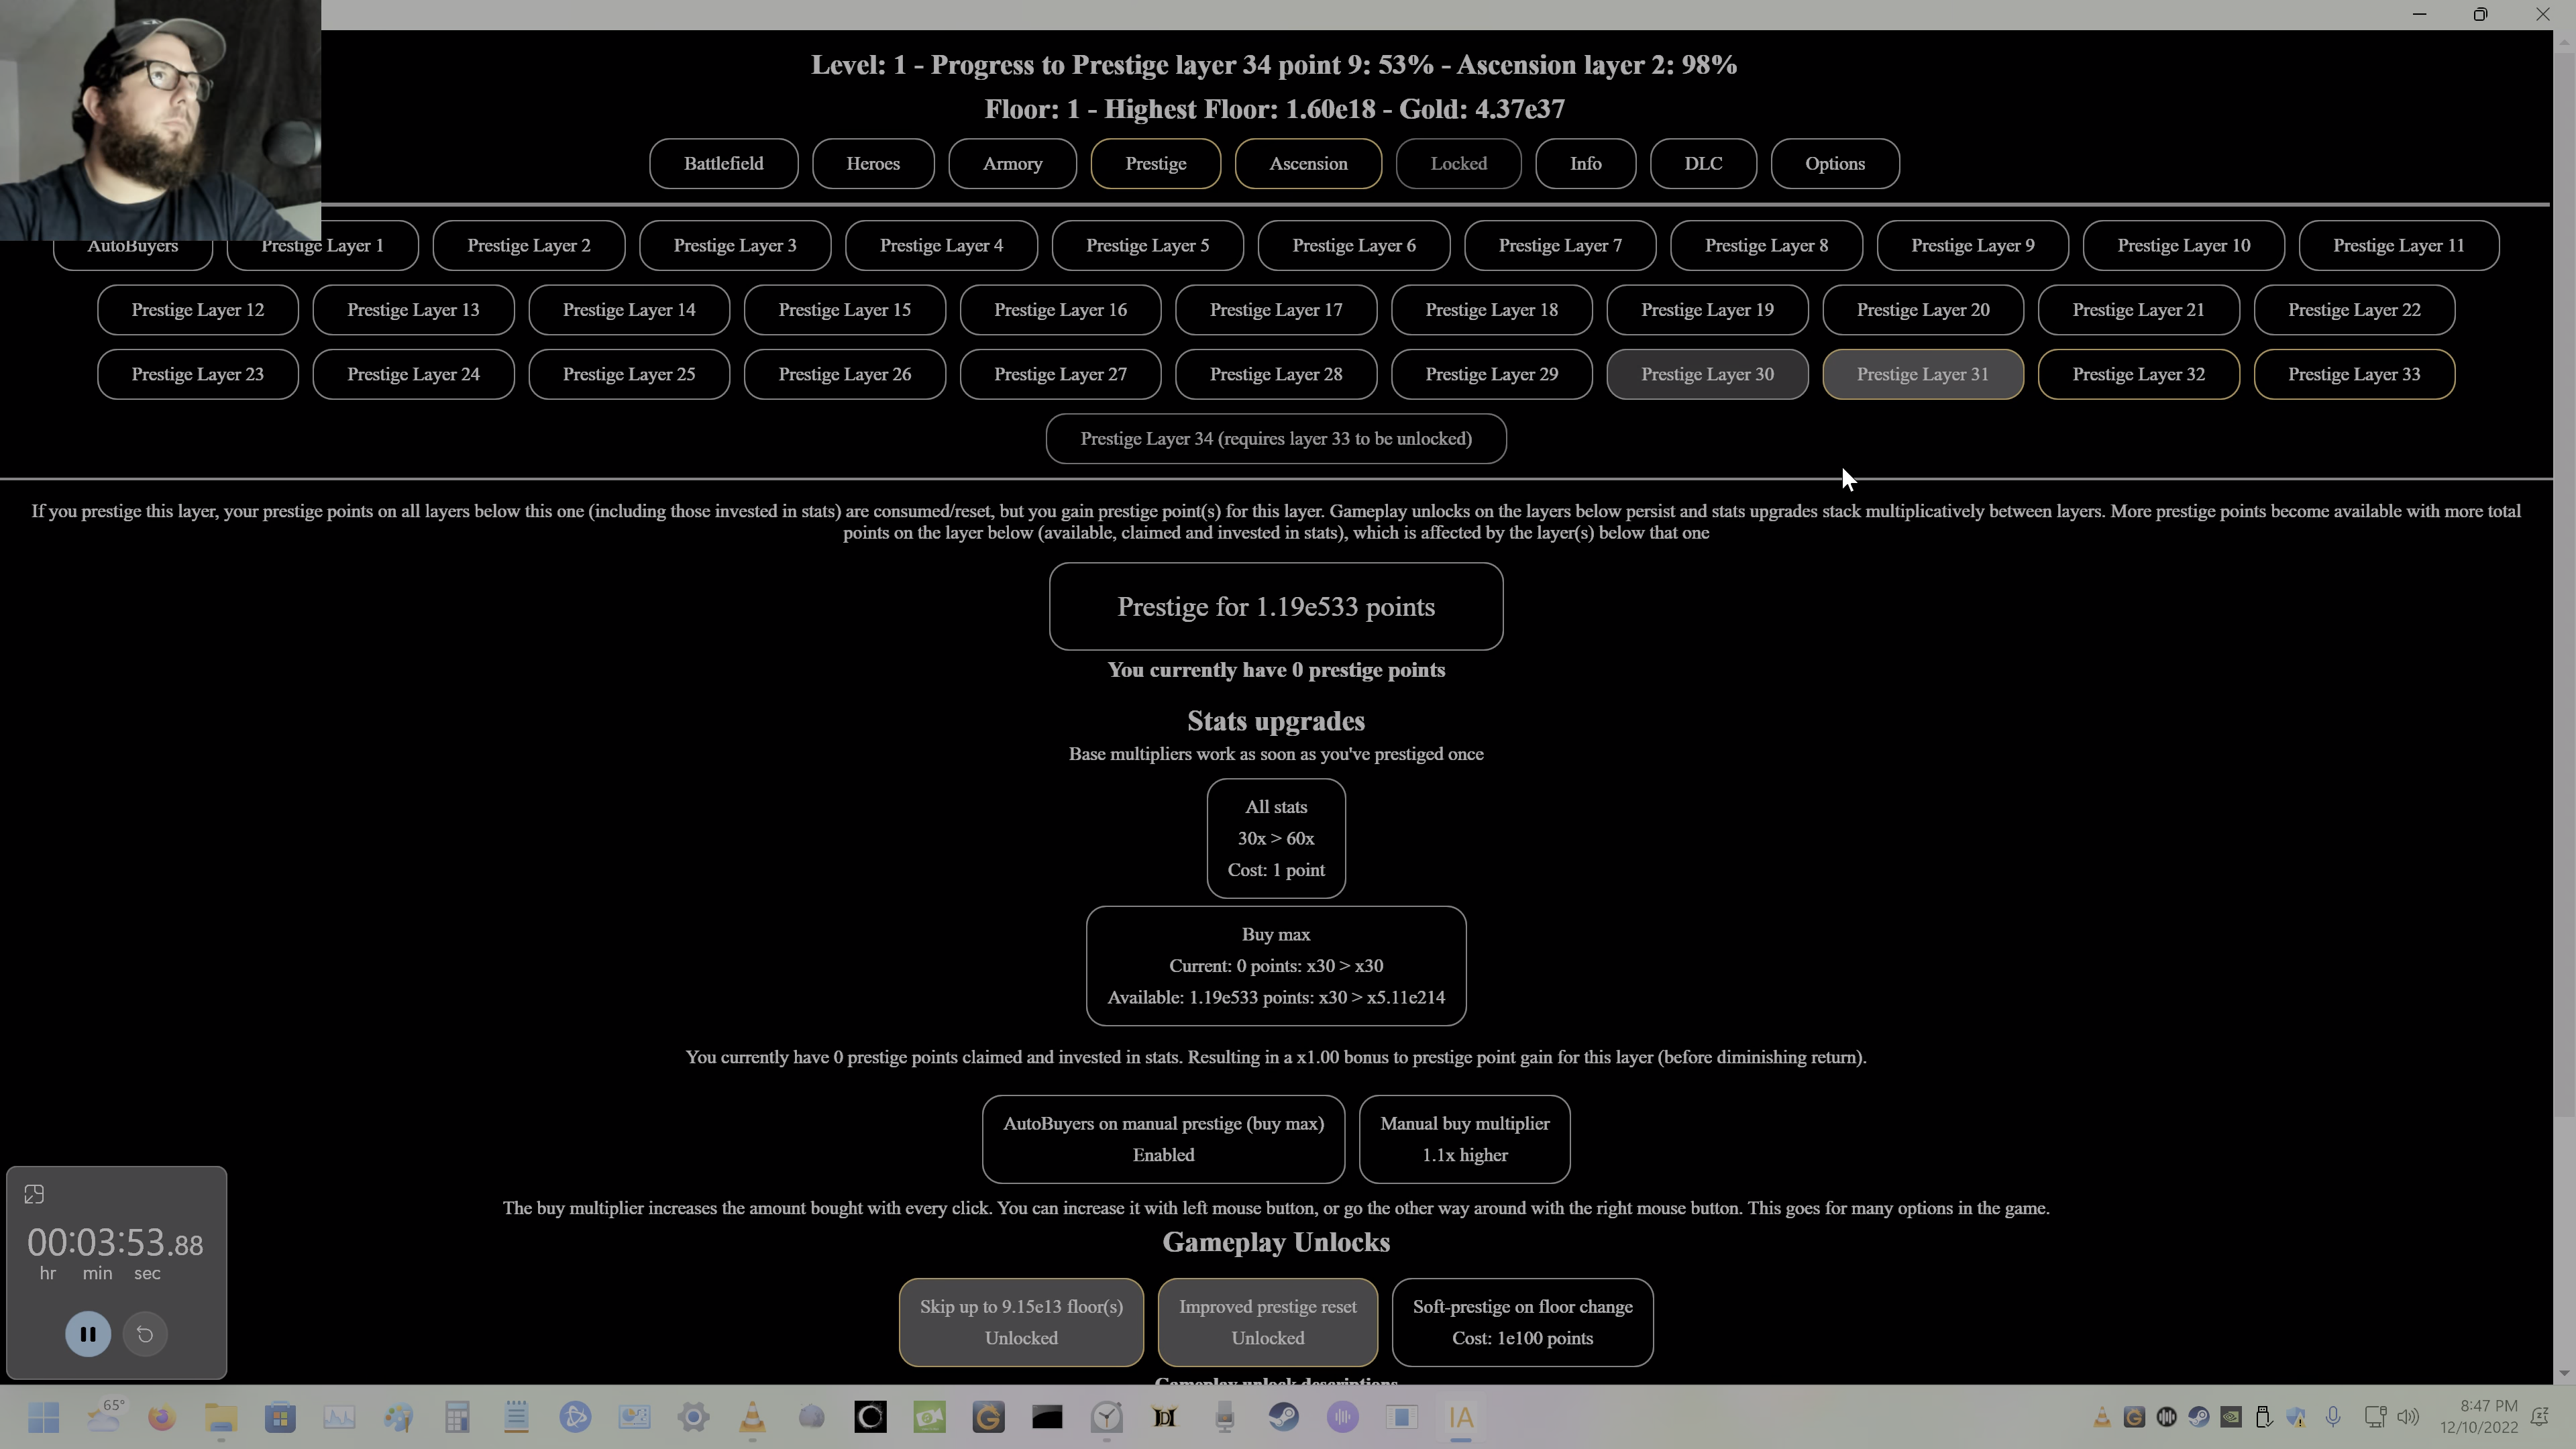 Level: 1 - Progress to Prestige layer 34 point 9: 53% - Ascension layer 2: 98%
Floor: 1 - Highest Floor: 1.60e18 - Gold: 4.37e37
Battlefield
Heroes
Armory
Prestige
Ascension
Locked
Info
DLC
Options
AutoBuyers
Prestige Layer 1
Prestige Layer 2
Prestige Layer 3
Prestige Layer 4
Prestige Layer 5
Prestige Layer 6
Prestige Layer 7
Prestige Layer 8
Prestige Layer 9
Prestige Layer 10
Prestige Layer 11
Prestige Layer 12
Prestige Layer 13
Prestige Layer 14
Prestige Layer 15
Prestige Layer 16
Prestige Layer 17
Prestige Layer 18
Prestige Layer 19
Prestige Layer 20
Prestige Layer 21
Prestige Layer 22
Prestige Layer 23
Prestige Layer 24
Prestige Layer 25
Prestige Layer 26
Prestige Layer 27
Prestige Layer 28
Prestige Layer 29
Prestige Layer 30
Prestige Layer 31
Prestige Layer 32
Prestige Layer 33
Prestige Layer 34 (requires layer 33 to be unlocked)
If you prestige this layer, your prestige points on all layers below this one (including those invested in stats) are consumed/reset, but you gain prestige point(s) for this layer. Gameplay unlocks on the layers below persist and stats upgrades stack multiplicatively between layers. More prestige points become available with more total
points on the layer below (available, claimed and invested in stats), which is affected by the layer(s) below that one
Prestige for 1.19e533 points
You currently have 0 prestige points
Stats upgrades
Base multipliers work as soon as you've prestiged once
All stats
30x > 60x
Cost: 1 point
Buy max
Current: 0 points: x30 > x30
Available: 1.19e533 points: x30 > x5.11e214
You currently have 0 prestige points claimed and invested in stats. Resulting in a x1.00 bonus to prestige point gain for this layer (before diminishing return).
AutoBuyers on manual prestige (buy max)
Enabled
Manual buy multiplier
1.1x higher
The buy multiplier increases the amount bought with every click. You can increase it with left mouse button, or go the other way around with the right mouse button. This goes for many options in the game.
Gameplay Unlocks
Skip up to 9.15e13 floor(s)
Unlocked
Improved prestige reset
Unlocked
Soft-prestige on floor change
Cost: 1e100 points
Gameplay unlock descriptions
00:03:53.88
hr min sec
65°
IA
8:47 PM
12/10/2022